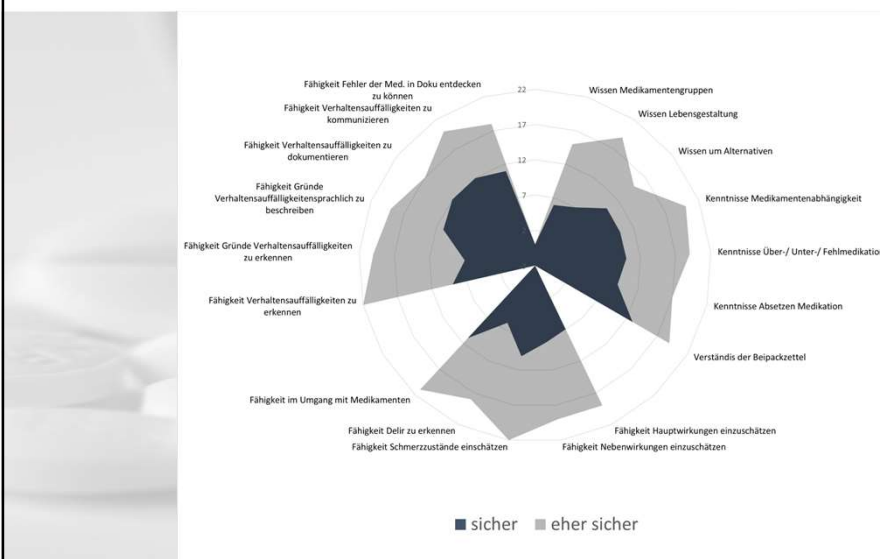 Fähigkeit Fehler der Med. in Doku entdecken
zu können
Fähigkeit Verhaltensauffälligkeiten zu
kommunizieren
Fähigkeit Verhaltensauffälligkeiten zu
dokumentieren
Fähigkeit Gründe
Verhaltensauffälligkeitensprachlich zu
beschreiben
Fähigkeit Gründe Verhaltensauffälligkeiten
zu erkennen
Fähigkeit Verhaltensauffälligkeiten zu
erkennen
Fähigkeit im Umgang mit Medikamenten
Fähigkeit Delir zu erkennen
Fähigkeit Schmerzzustände einschätzen
22
17
12
7
Wissen Medikamentengruppen
Wissen Lebensgestaltung
Wissen um Alternativen
Kenntnisse Medikamentenabhängigkeit
Kenntnisse Über-/ Unter-/ Fehlmedikatio
Kenntnisse Absetzen Medikation
Verständis der Beipackzettel
Fähigkeit Hauptwirkungen einzuschätzen
Fähigkeit Nebenwirkungen einzuschätzen
sicher eher sicher